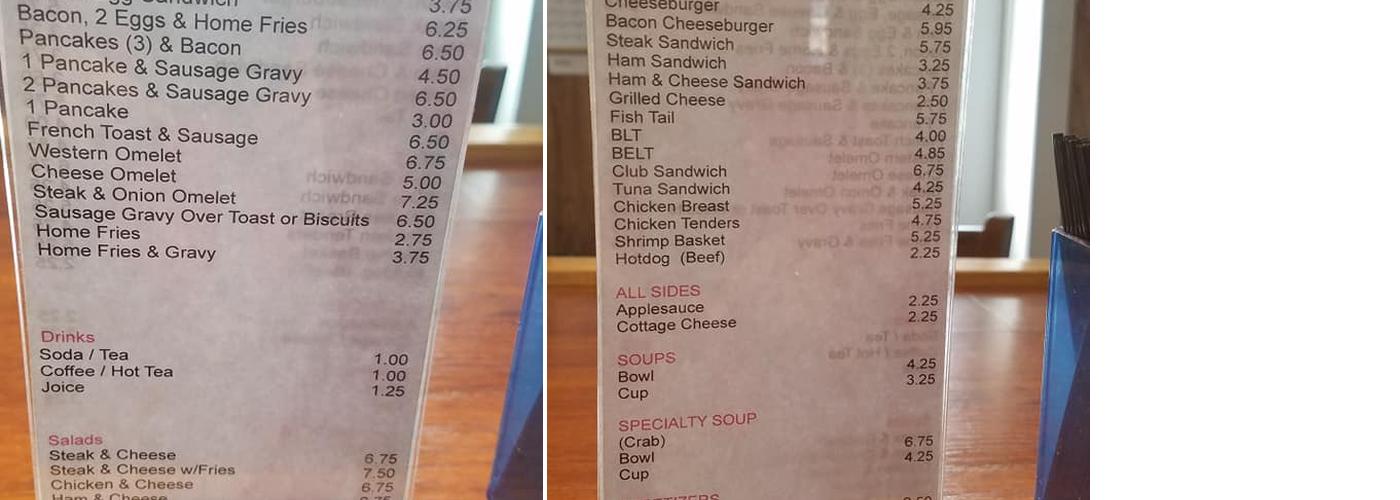 3.75
Bacon, 2 Eggs & Home Fries 6.25
Pancakes (3) & Bacon 6.50
1 Pancake & Sausage Gravy 4.50
2 Pancakes & Sausage Gravy 6.50
1 Pancake 3.00
French Toast & Sausage 6.50
Western Omelet 6.75
Cheese Omelet 5.00
Steak & Onion Omelet 7.25
Sausage Gravy Over Toast or Biscuits 6.50
Home Fries 2.75
Home Fries & Gravy 3.75
Drinks
Soda / Tea 1.00
Coffee / Hot Tea 1.00
Joice 1.25
Salads
Steak & Cheese 6.75
Steak & Cheese w/Fries 7.50
Chicken & Cheese 6.75
Ham & Cheese
Cheeseburger 4.25
Bacon Cheeseburger 5.95
Steak Sandwich 5.75
Ham Sandwich 3.25
Ham & Cheese Sandwich 3.75
Grilled Cheese 2.50
Fish Tail 5.75
BLT 4.00
BELT 4.85
Club Sandwich 6.75
Tuna Sandwich 4.25
Chicken Breast 5.25
Chicken Tenders 4.75
Shrimp Basket 5.25
Hotdog (Beef) 2.25
ALL SIDES
Applesauce 2.25
Cottage Cheese 2.25
SOUPS
Bowl 4.25
Cup 3.25
SPECIALTY SOUP
(Crab)
Bowl 6.75
Cup 4.25